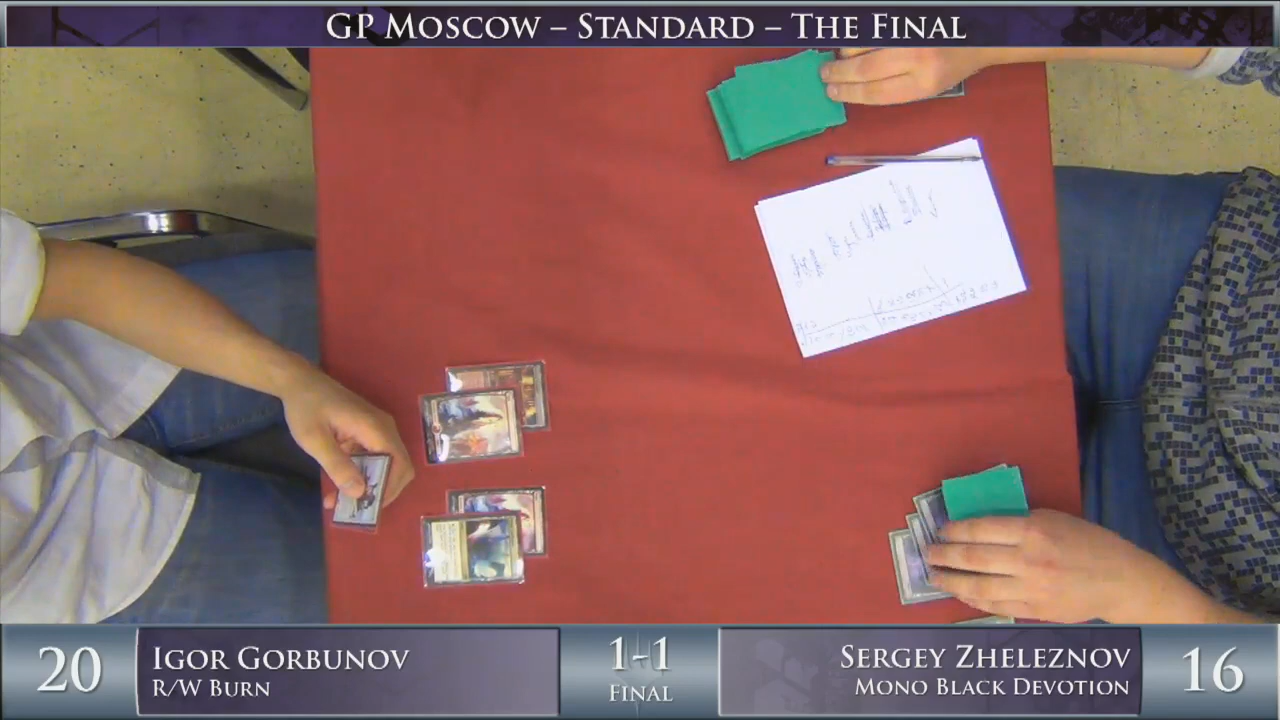 GP MOSCOW – STANDARD – THE FINAL
20
IGOR GORBUNOV
R/W BURN
1-1
FINAL
SERGEY ZHELEZNOV
MONO BLACK DEVOTION
16